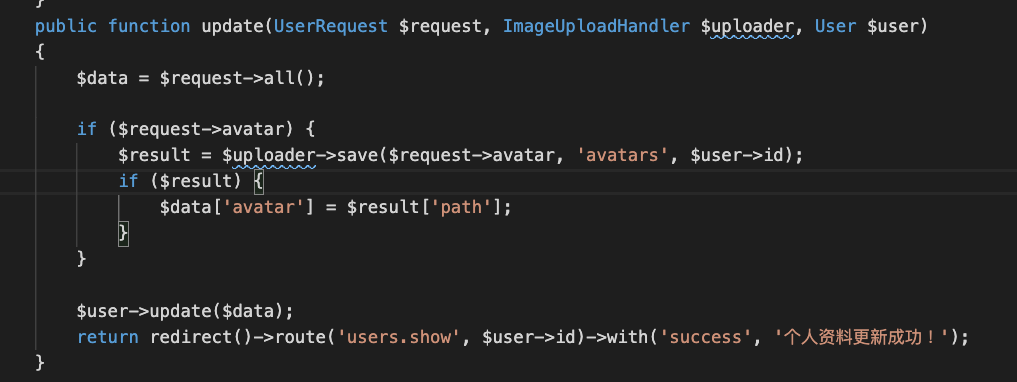 }
public function update(UserRequest $request, ImageUploadHandler $uploader, User $user)
{
    $data = $request->all();

    if ($request->avatar) {
        $result = $uploader->save($request->avatar, 'avatars', $user->id);
        if ($result) {
            $data['avatar'] = $result['path'];
        }
    }

    $user->update($data);
    return redirect()->route('users.show', $user->id)->with('success', '个人资料更新成功！');
}